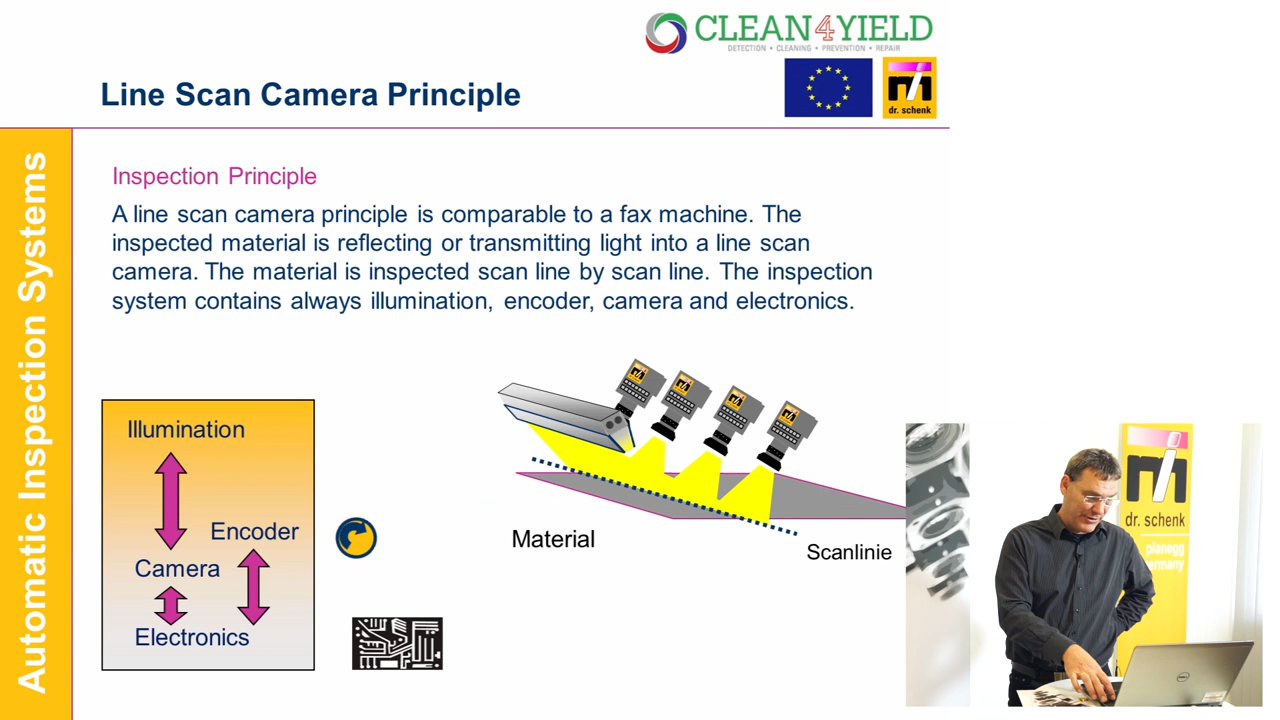 CLEAN4YIELD
DETECTION • CLEANING • PREVENTION • REPAIR
dr. schenk
Line Scan Camera Principle
Automatic Inspection Systems
Inspection Principle
A line scan camera principle is comparable to a fax machine. The
inspected material is reflecting or transmitting light into a line scan
camera. The material is inspected scan line by scan line. The inspection
system contains always illumination, encoder, camera and electronics.
Illumination
Encoder
Camera
Electronics
Material
Scanlinie
dr. schenk
planegg
ermany
DELL